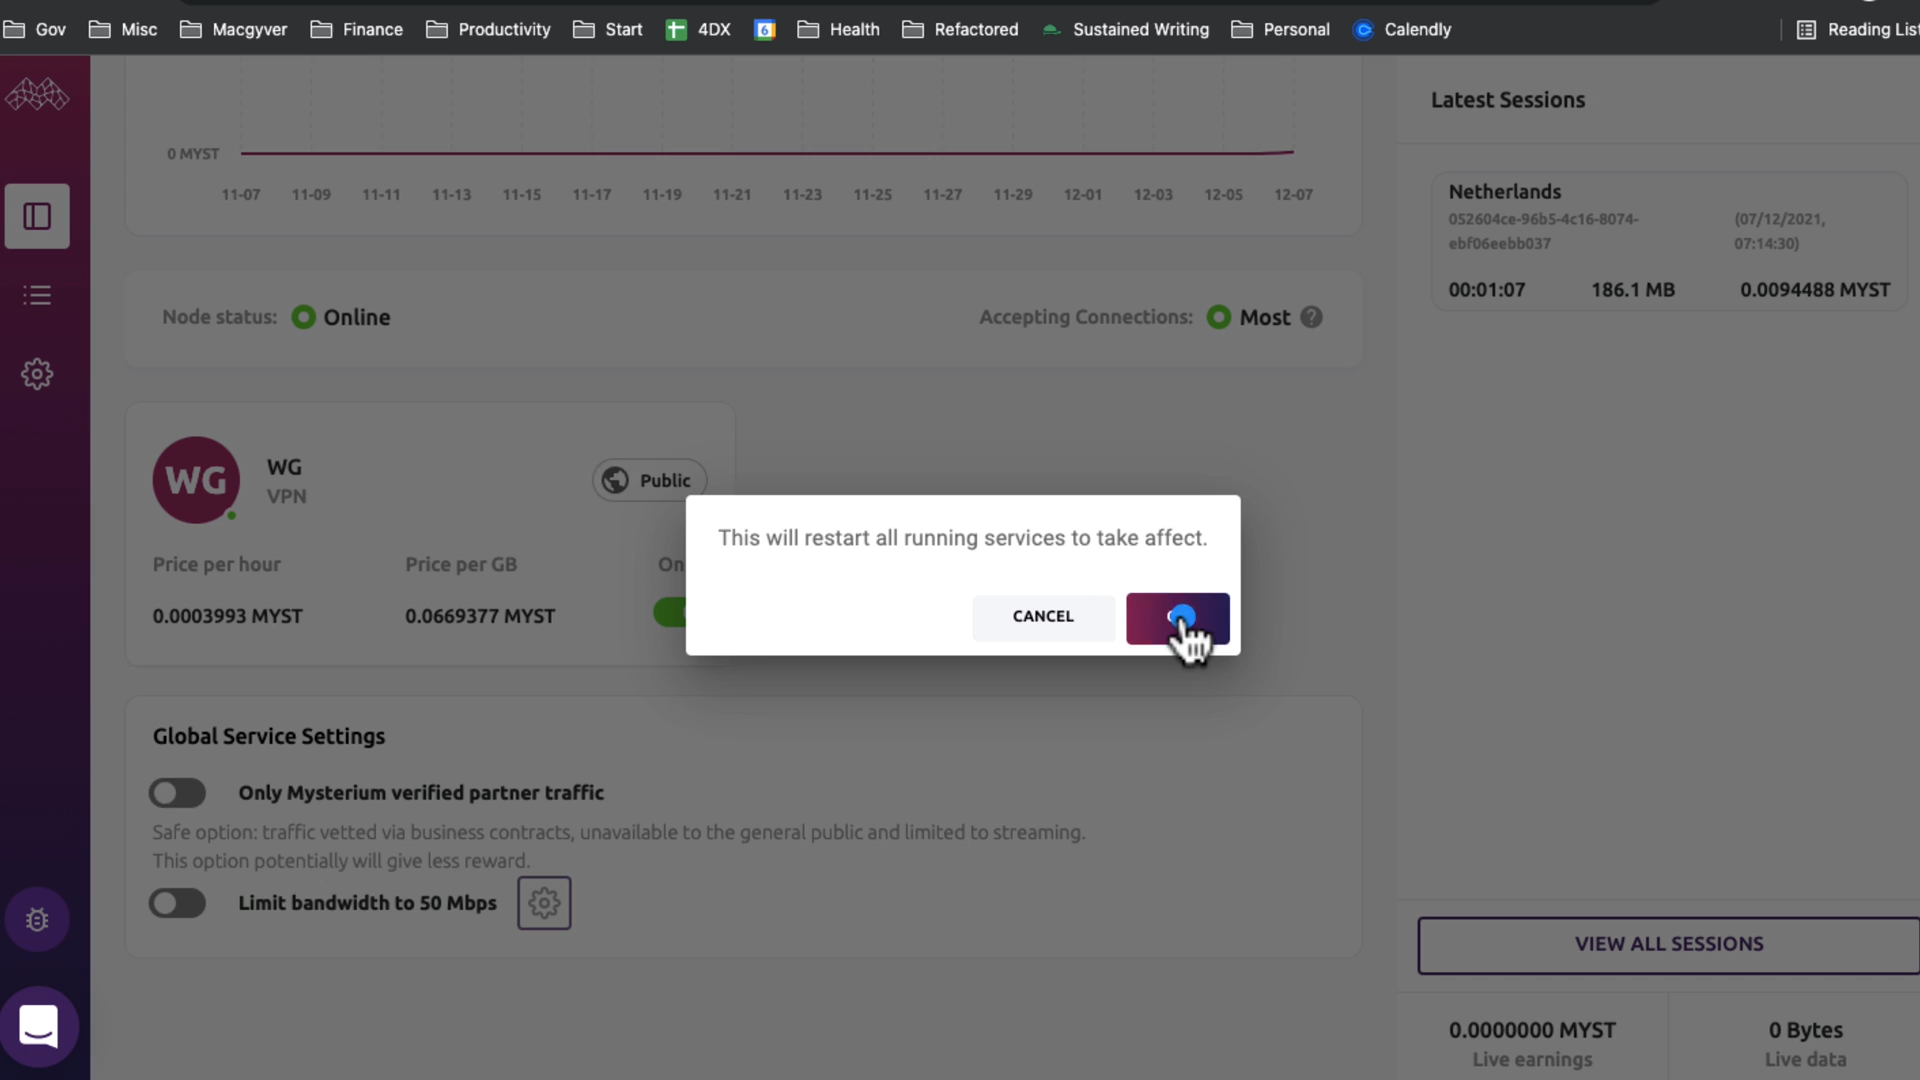 Gov Misc Macgyver Finance Productivity Start 4DX 6 Health Refactored Sustained Writing Personal Calendly Reading List
0 MYST
11-07 11-09 11-11 11-13 11-15 11-17 11-19 11-21 11-23 11-25 11-27 11-29 12-01 12-03 12-05 12-07
Node status: Online
Accepting Connections: Most ?
WG
WG
VPN
Public
Price per hour
Price per GB
On
0.0003993 MYST
0.0669377 MYST
This will restart all running services to take affect.
CANCEL
Global Service Settings
Only Mysterium verified partner traffic
Safe option: traffic vetted via business contracts, unavailable to the general public and limited to streaming.
This option potentially will give less reward.
Limit bandwidth to 50 Mbps
Latest Sessions
Netherlands
052604ce-96b5-4c16-8074-
ebf06eebb037
(07/12/2021,
07:14:30)
00:01:07 186.1 MB 0.0094488 MYST
VIEW ALL SESSIONS
0.0000000 MYST
Live earnings
0 Bytes
Live data